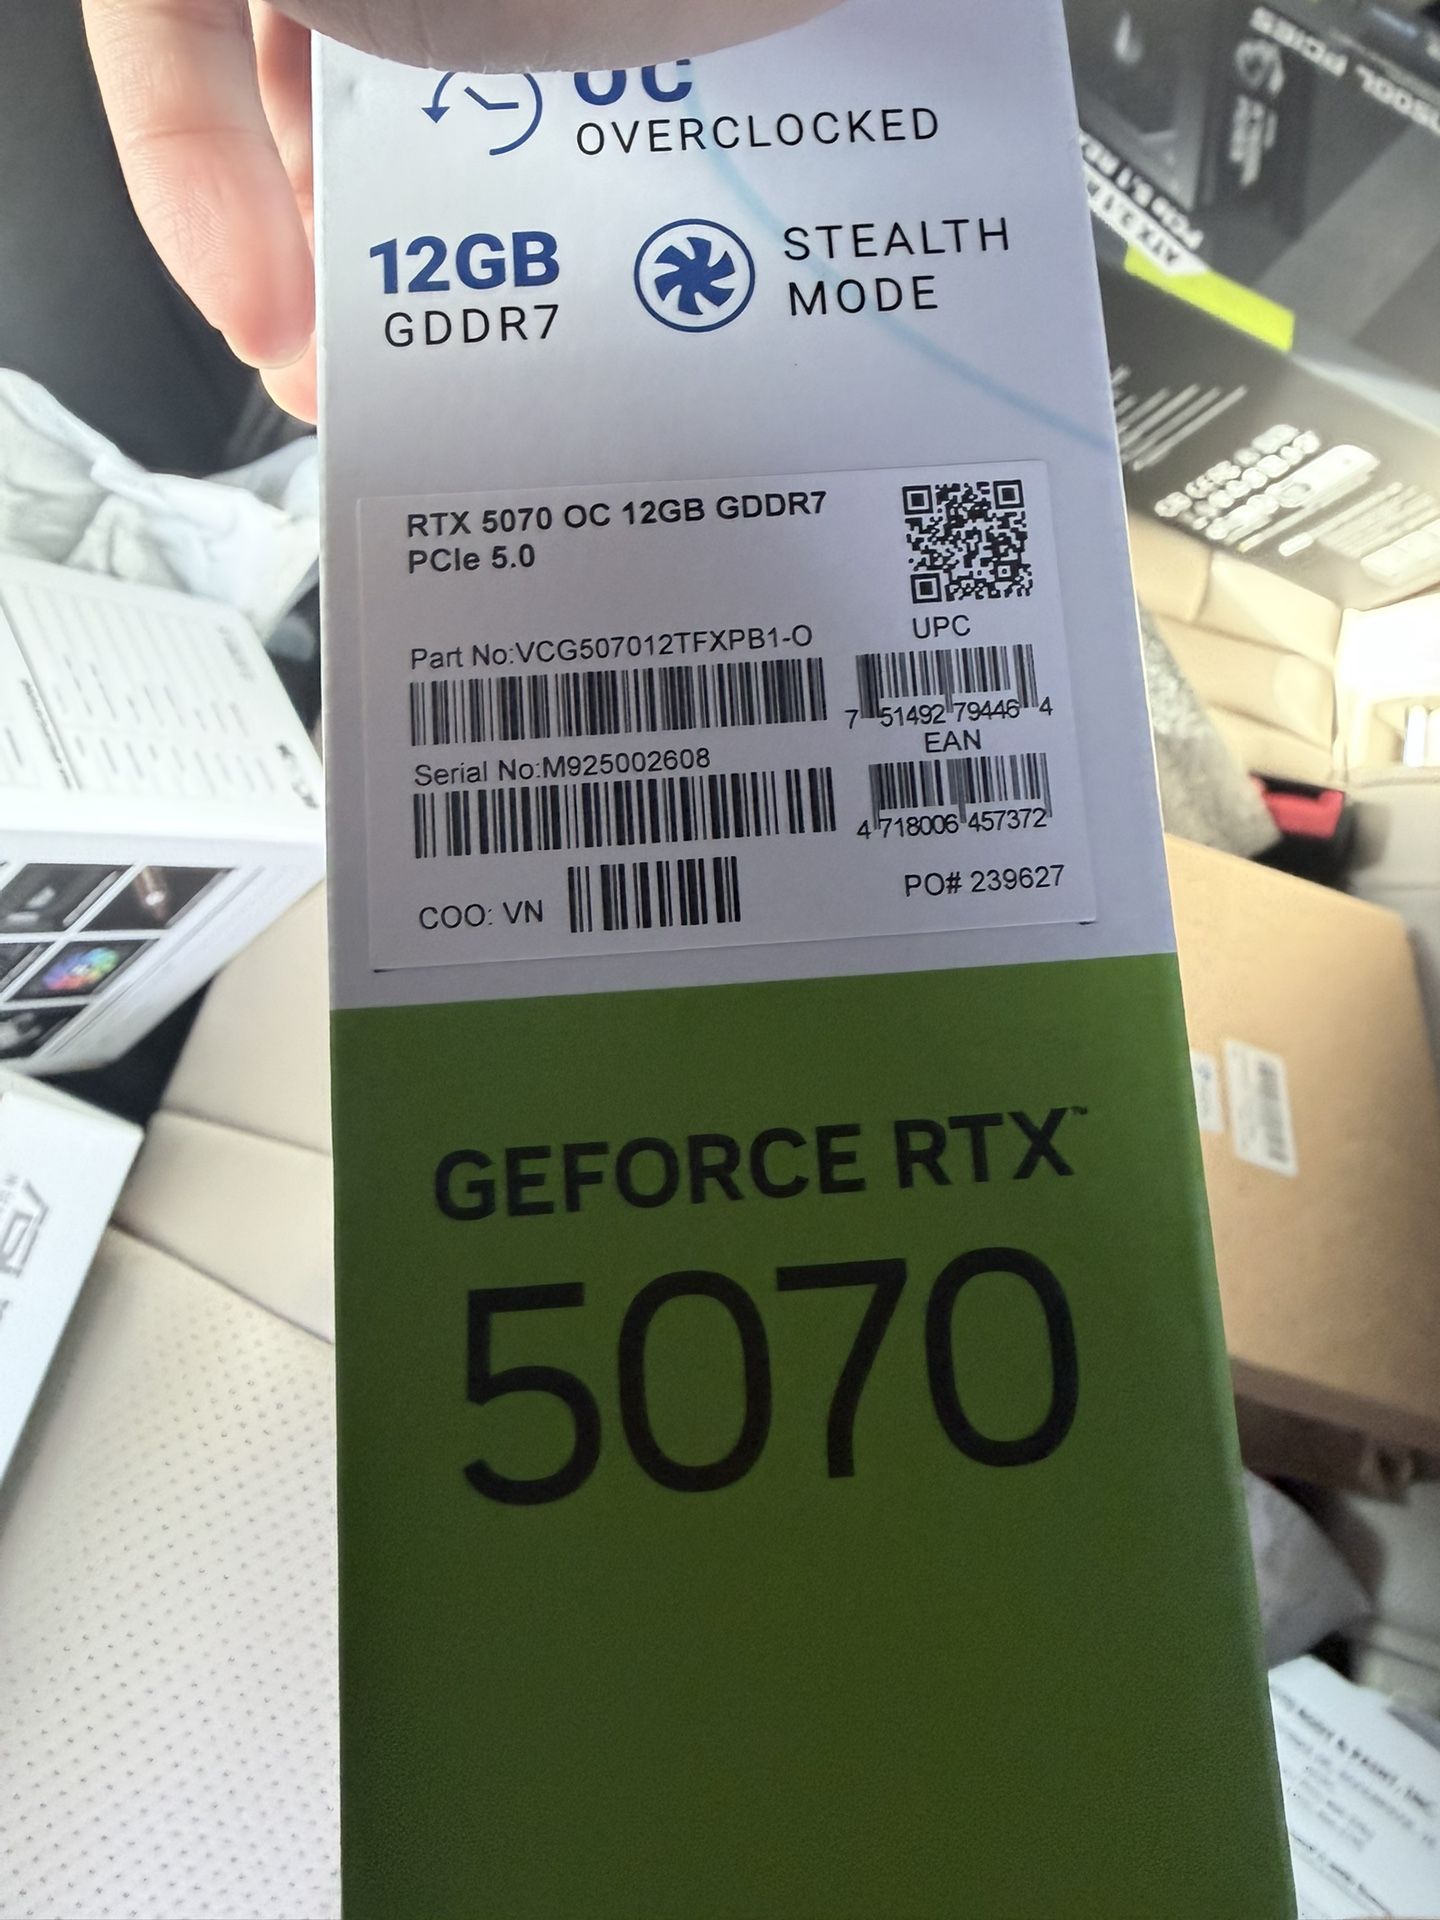 OC
OVERCLOCKED
12GB
GDDR7
STEALTH
MODE
RTX 5070 OC 12GB GDDR7
PCIe 5.0
Part No:VCG507012TFXPB1-O
UPC
7 51492 79446 4
EAN
Serial No:M925002608
4 718006 457372
COO: VN
PO# 239627
GEFORCE RTX™
5070